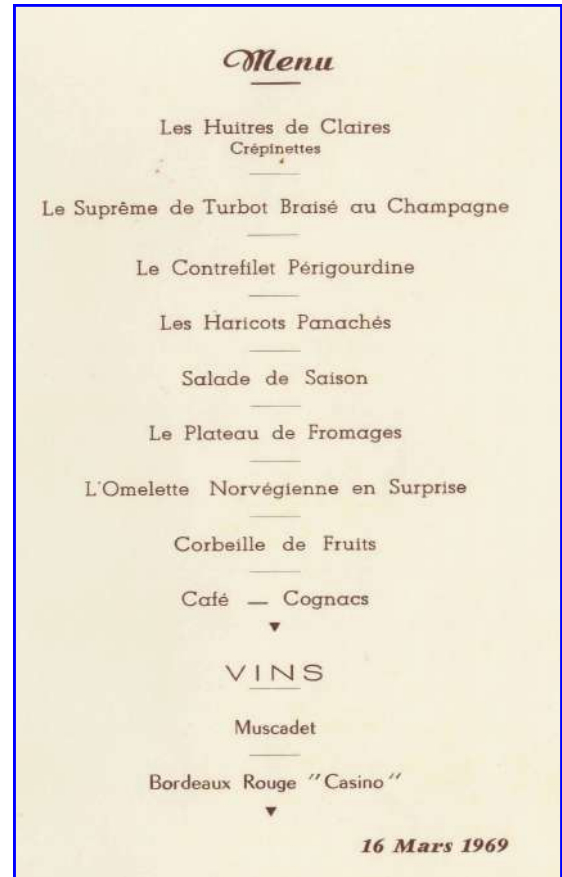 Menu
Les Huitres de Claires
Crépinettes
Le Suprême de Turbot Braisé au Champagne
Le Contrefilet Périgourdine
Les Haricots Panachés
Salade de Saison
Le Plateau de Fromages
L'Omelette Norvégienne en Surprise
Corbeille de Fruits
Café — Cognacs
VINS
Muscadet
Bordeaux Rouge "Casino"
16 Mars 1969